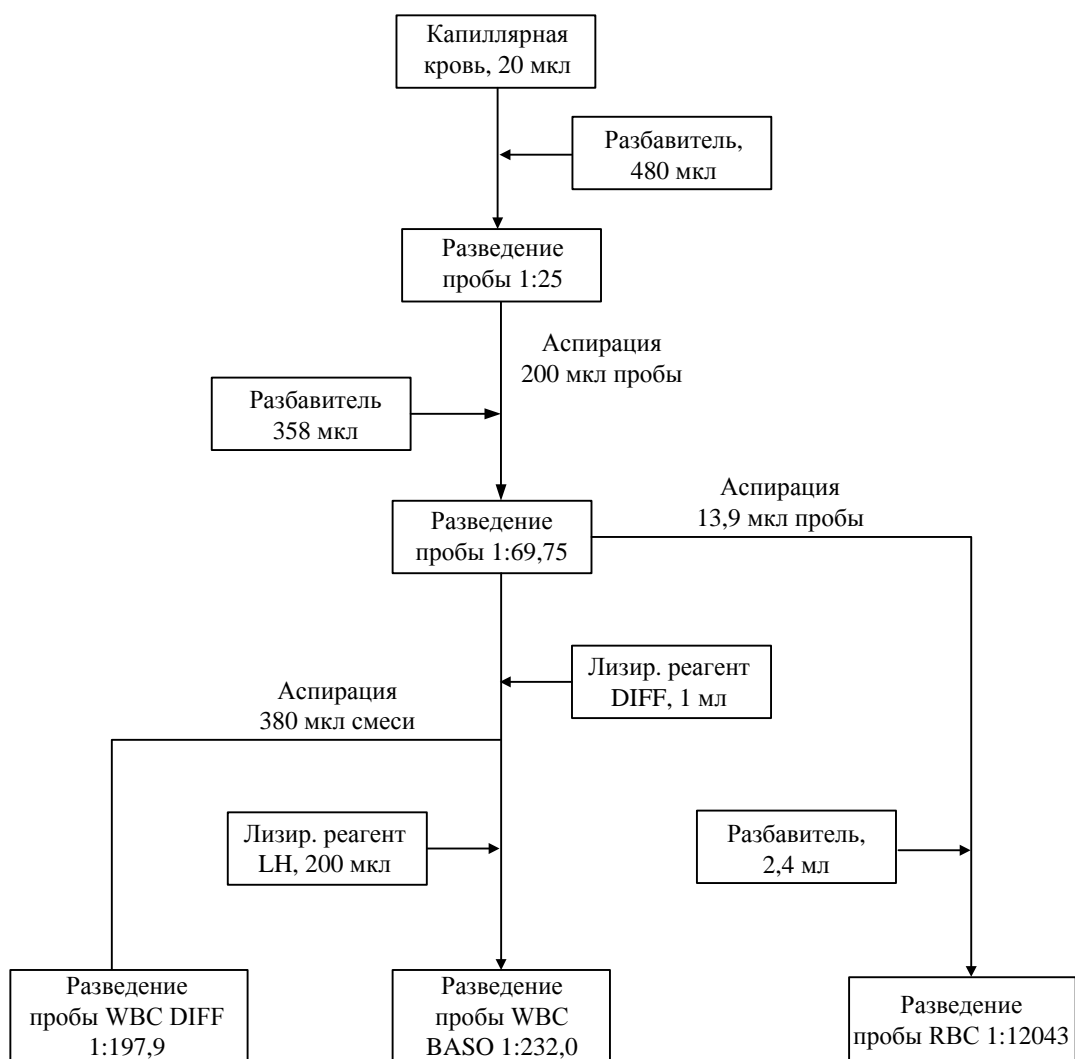 Капиллярная
кровь, 20 мкл
Разбавитель,
480 мкл
Разведение
пробы 1:25
Аспирация
200 мкл пробы
Разбавитель
358 мкл
Аспирация
13,9 мкл пробы
Разведение
пробы 1:69,75
Лизир. реагент
DIFF, 1 мл
Аспирация
380 мкл смеси
Лизир. реагент
LH, 200 мкл
Разбавитель,
2,4 мл
Разведение
пробы WBC DIFF
1:197,9
Разведение
пробы WBC
BASO 1:232,0
Разведение
пробы RBC 1:12043